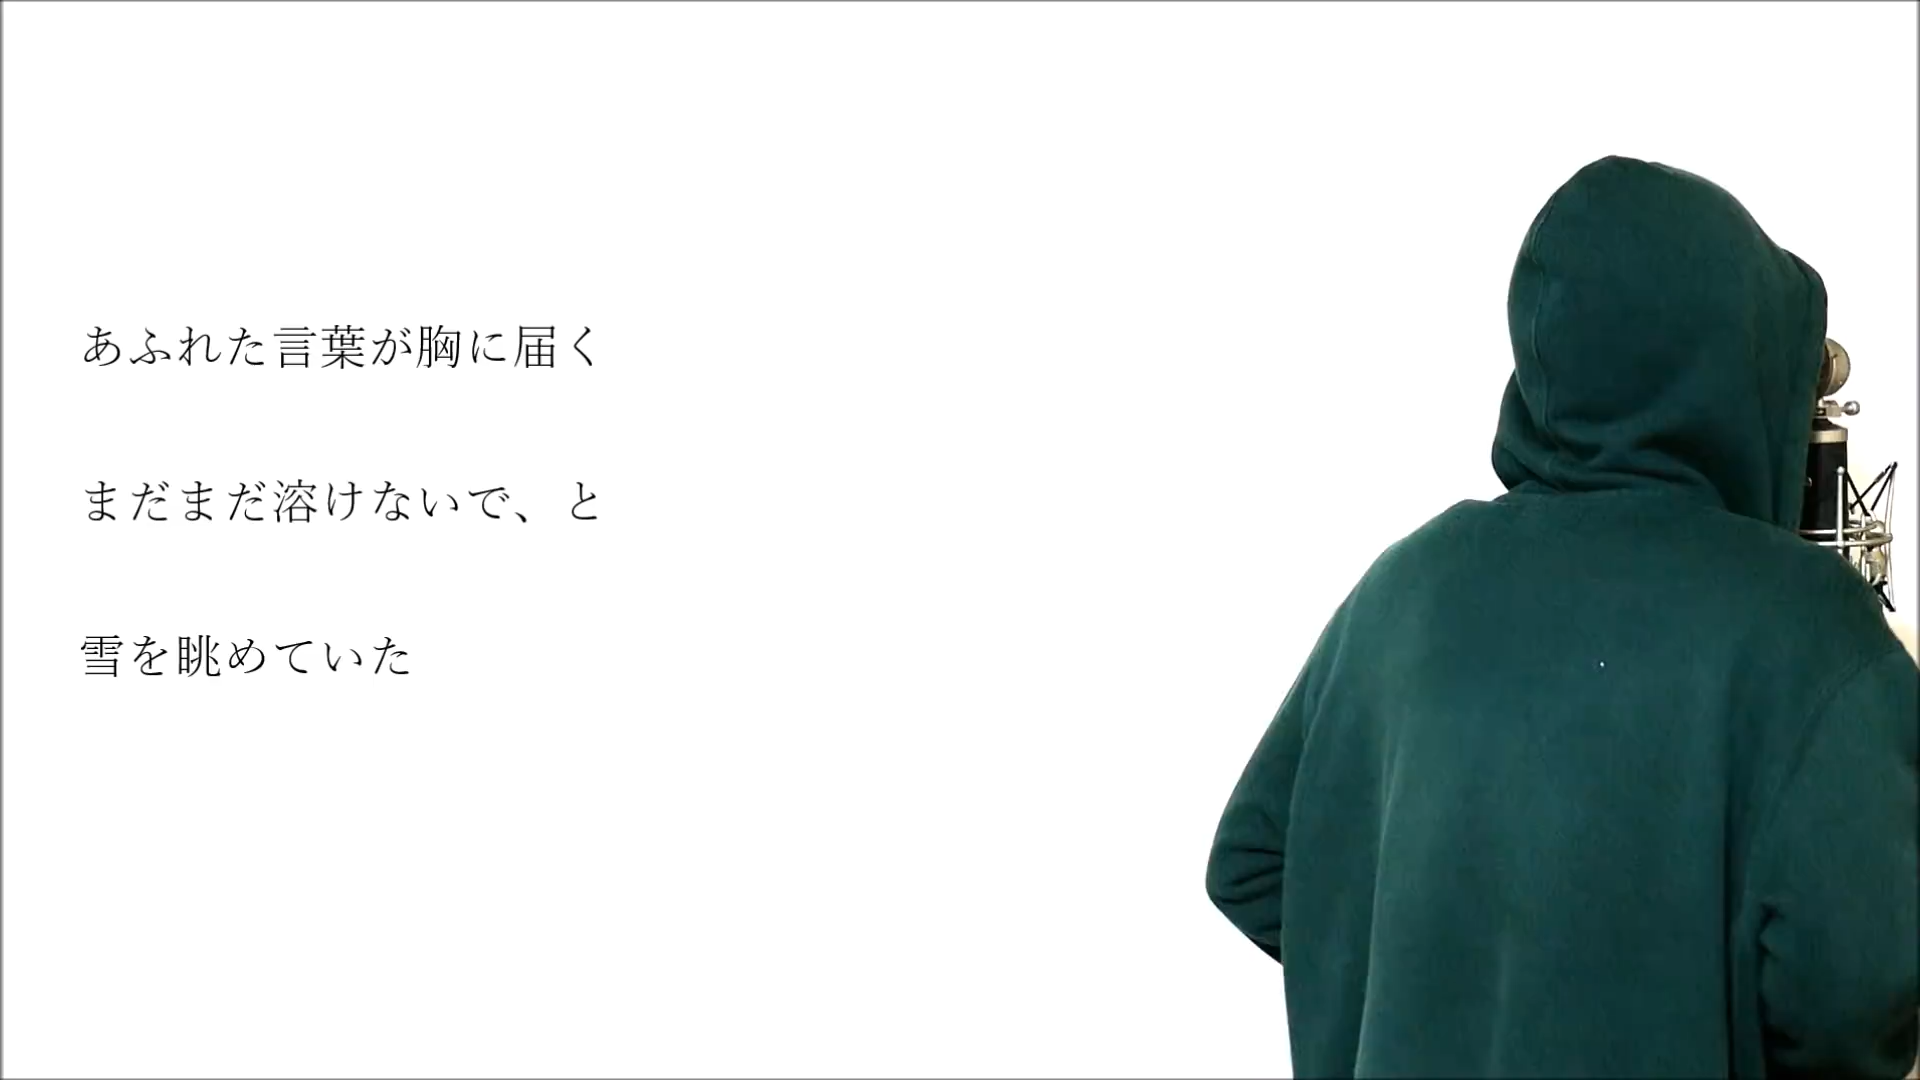 あふれた言葉が胸に届く
まだまだ溶けないで、と
雪を眺めていた